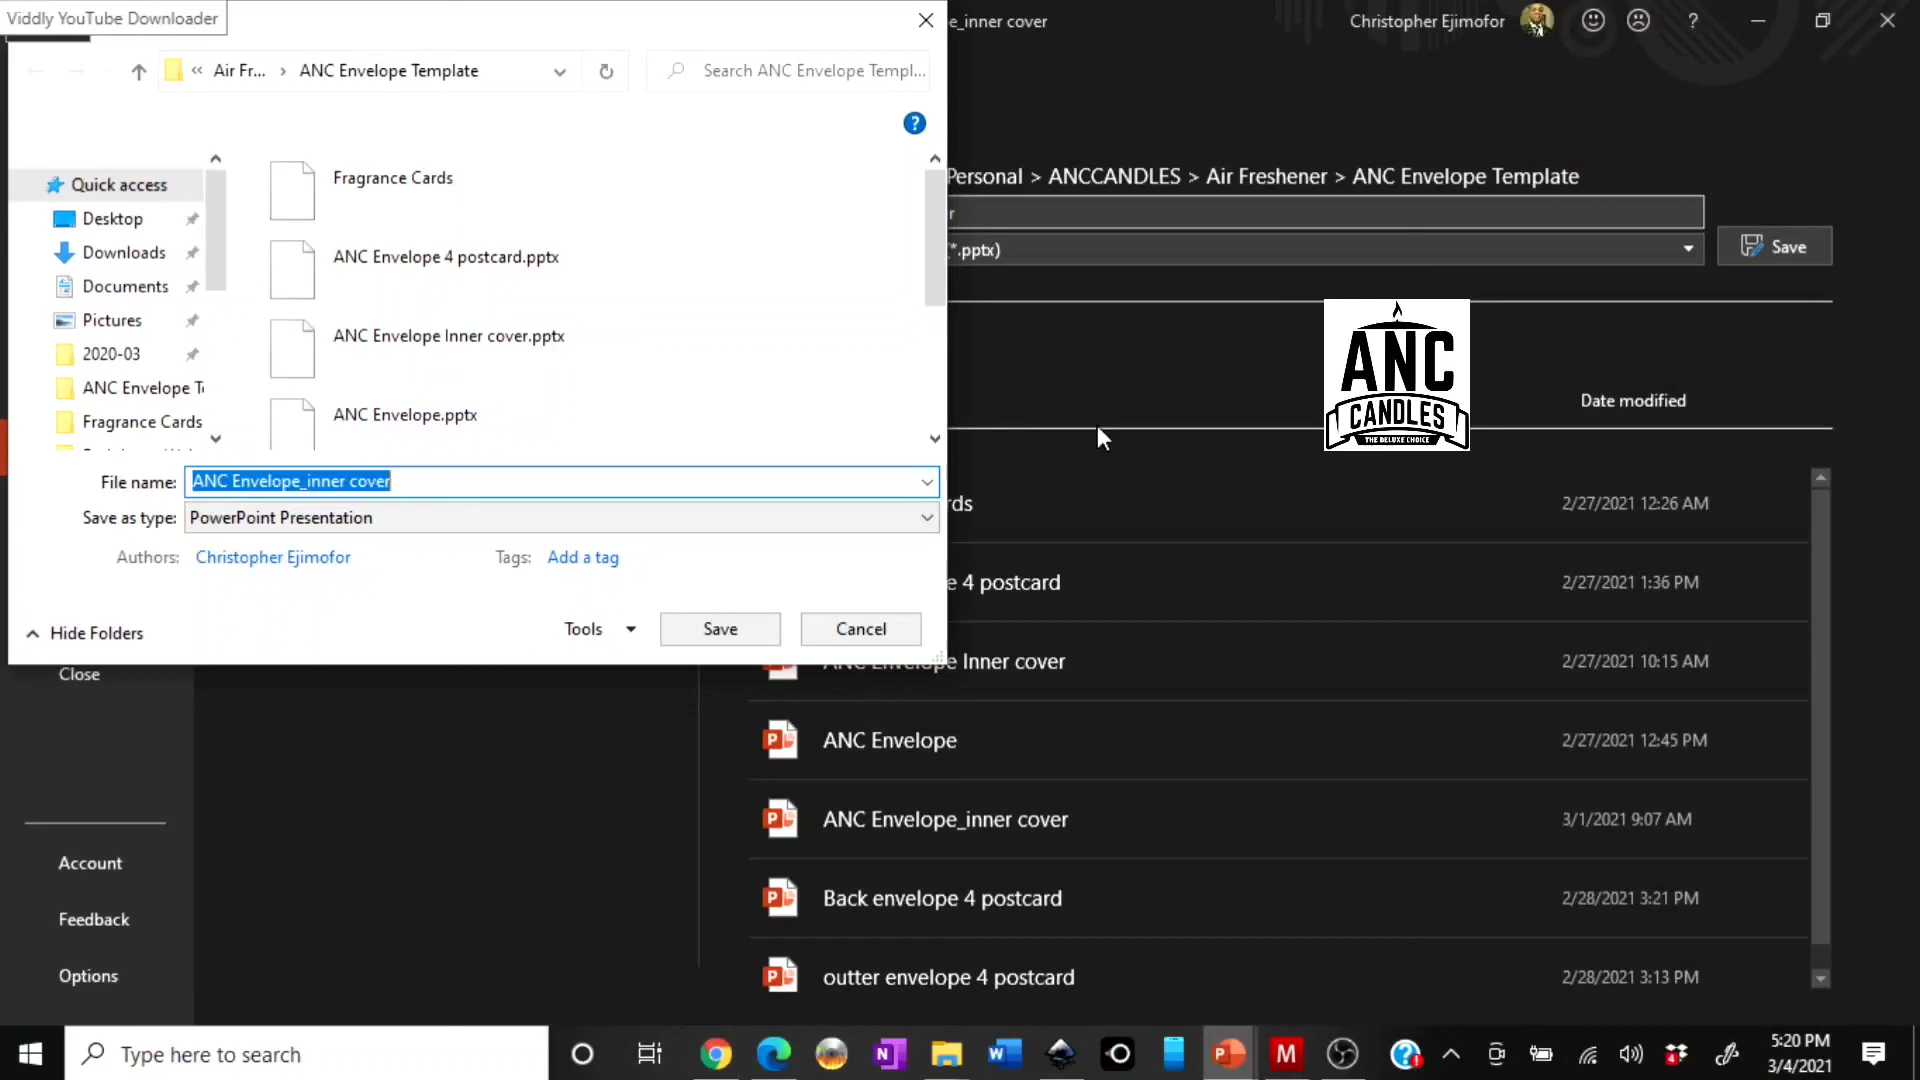 Viddly YouTube Downloader
e_inner cover
Christopher Ejimofor
?
« Air Fr... > ANC Envelope Template
Search ANC Envelope Templ...
?
Quick access
Desktop
Downloads
Documents
Pictures
2020-03
ANC Envelope Te
Fragrance Cards
Fragrance Cards
ANC Envelope 4 postcard.pptx
ANC Envelope Inner cover.pptx
ANC Envelope.pptx
File name: ANC Envelope_inner cover
Save as type: PowerPoint Presentation
Authors: Christopher Ejimofor
Tags: Add a tag
Hide Folders
Tools
Save
Cancel
Personal > ANCCANDLES > Air Freshener > ANC Envelope Template
r
*.pptx)
Save
ANC
CANDLES
THE DELUXE CHOICE
Date modified
rds 2/27/2021 12:26 AM
e 4 postcard 2/27/2021 1:36 PM
ANC Envelope Inner cover 2/27/2021 10:15 AM
ANC Envelope 2/27/2021 12:45 PM
ANC Envelope_inner cover 3/1/2021 9:07 AM
Back envelope 4 postcard 2/28/2021 3:21 PM
outter envelope 4 postcard 2/28/2021 3:13 PM
Close
Account
Feedback
Options
Type here to search
5:20 PM
3/4/2021